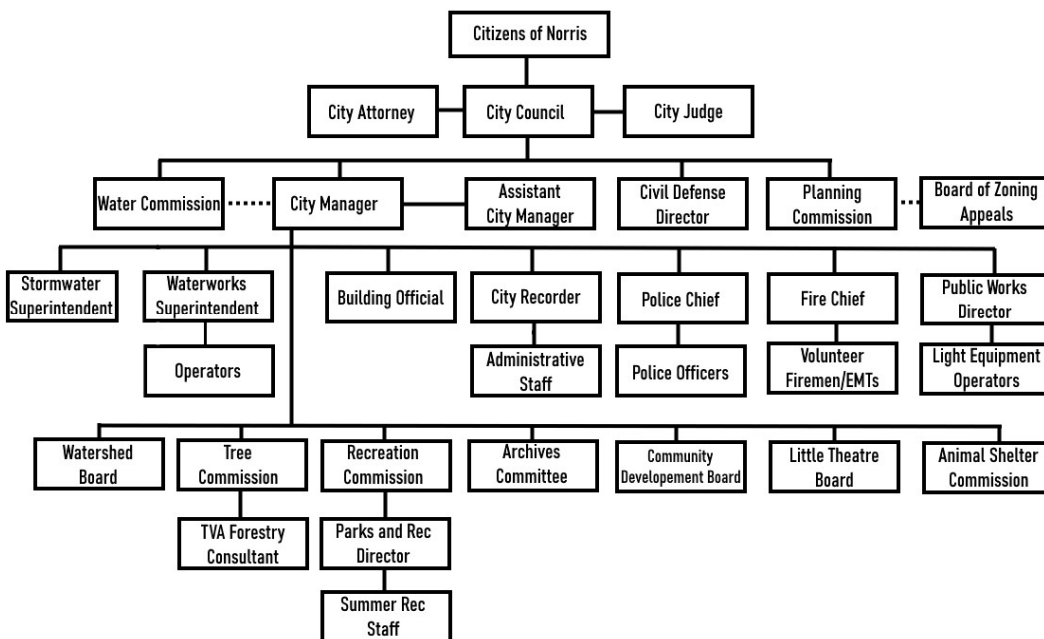 Citizens of Norris
City Attorney
City Council
City Judge
Water Commission
City Manager
Assistant
City Manager
Civil Defense
Director
Planning
Commission
Board of Zoning
Appeals
Stormwater
Superintendent
Waterworks
Superintendent
Building Official
City Recorder
Police Chief
Fire Chief
Public Works
Director
Operators
Administrative
Staff
Police Officers
Volunteer
Firemen/EMTs
Light Equipment
Operators
Watershed
Board
Tree
Commission
Recreation
Commission
Archives
Committee
Community
Developement Board
Little Theatre
Board
Animal Shelter
Commission
TVA Forestry
Consultant
Parks and Rec
Director
Summer Rec
Staff